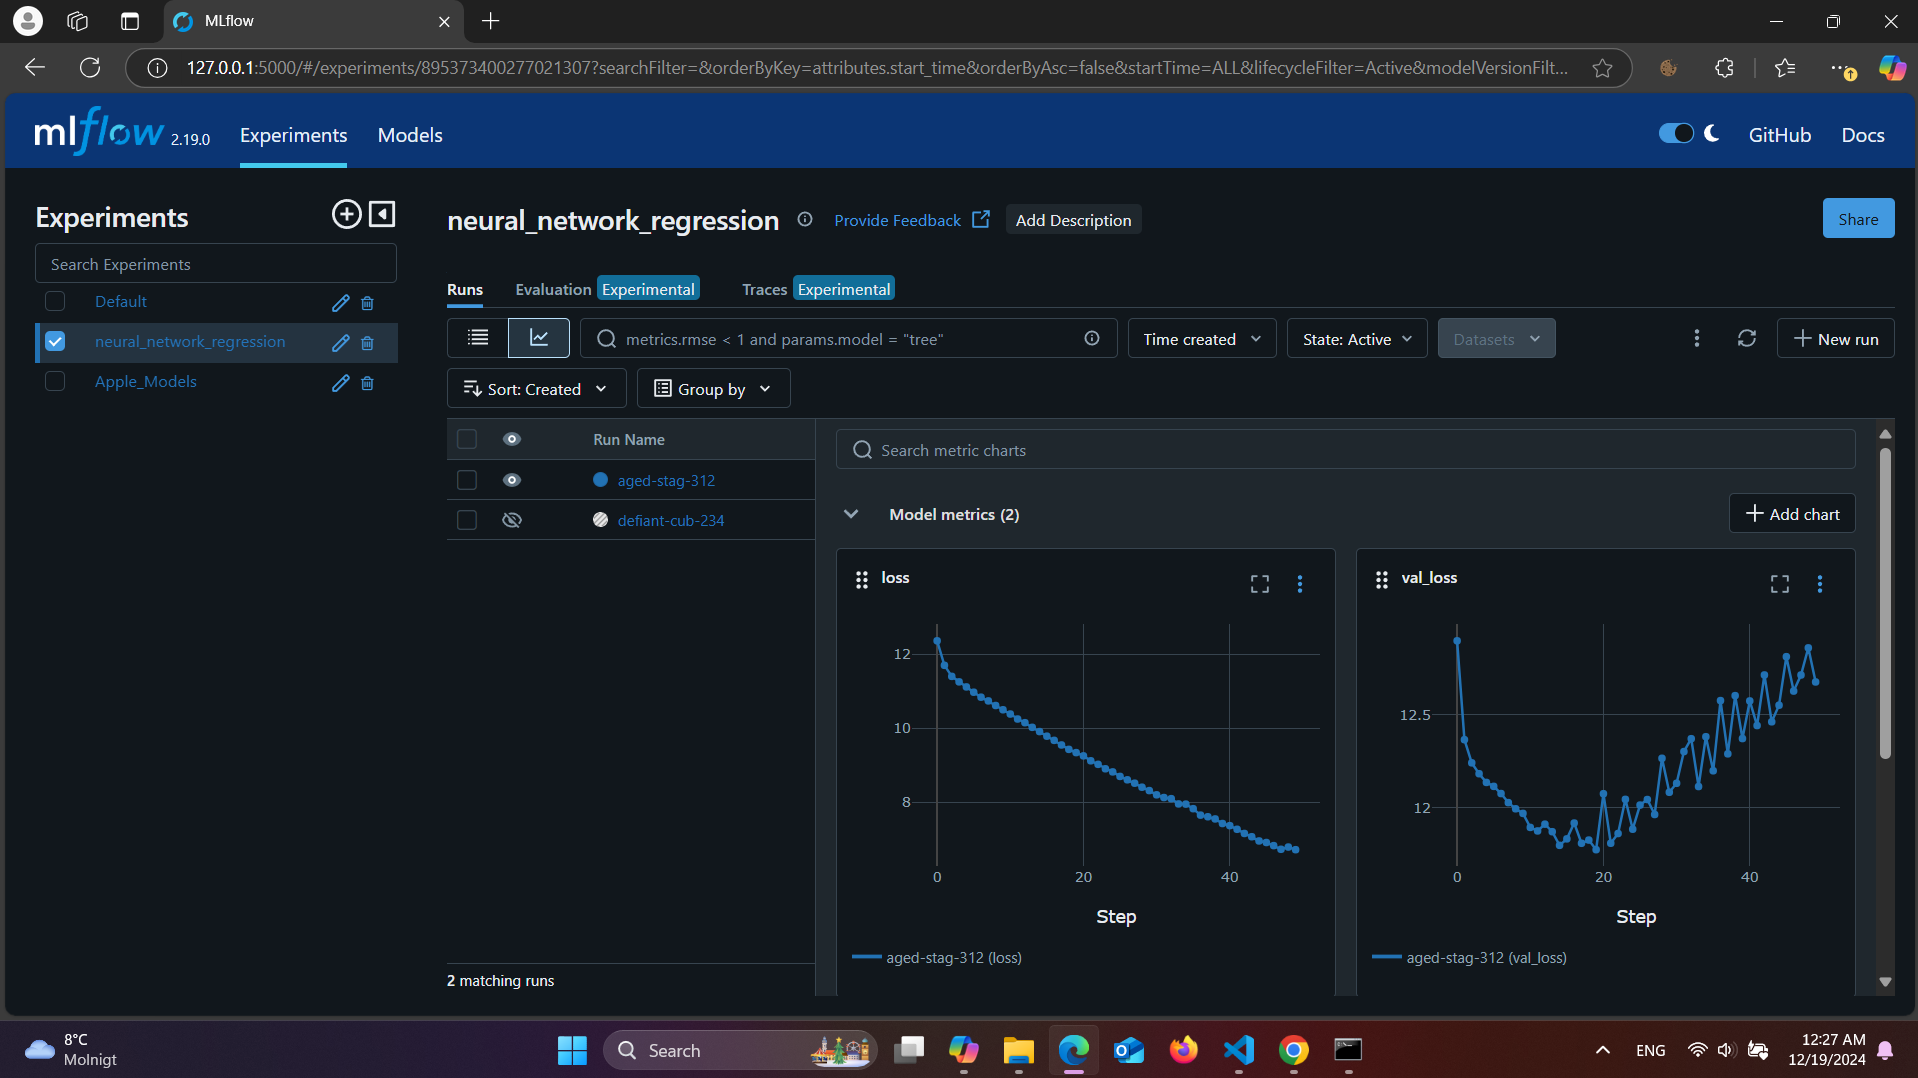 MLflow
127.0.0.1:5000/#/experiments/895373400277021307?searchFilter=&orderByKey=attributes.start_time&orderByAsc=false&startTime=ALL&lifecycleFilter=Active&modelVersionFilt...
mlflow 2.19.0 Experiments Models GitHub Docs
Experiments
Search Experiments
Default
neural_network_regression
Apple_Models
neural_network_regression Provide Feedback Add Description Share
Runs Evaluation Experimental Traces Experimental
metrics.rmse < 1 and params.model = "tree" Time created State: Active Datasets New run
Sort: Created Group by
Run Name
aged-stag-312
defiant-cub-234
2 matching runs
Search metric charts
Model metrics (2) Add chart
loss
12
10
8
0 20 40
Step
aged-stag-312 (loss)
val_loss
12.5
12
0 20 40
Step
aged-stag-312 (val_loss)
8°C
Molnigt
Search
ENG
12:27 AM
12/19/2024